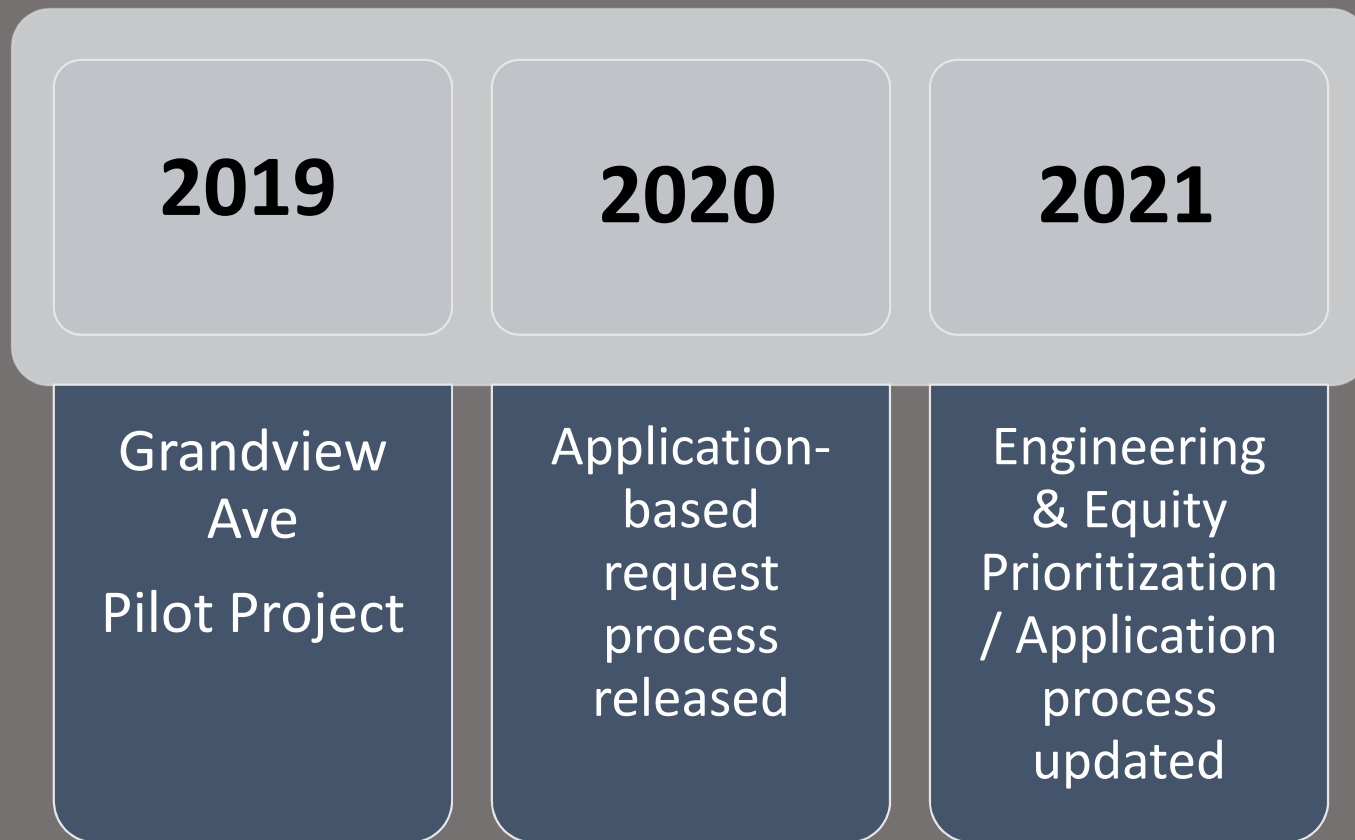 2019
Grandview
Ave
Pilot Project
2020
Application-
based
request
process
released
2021
Engineering
& Equity
Prioritization
/ Application
process
updated